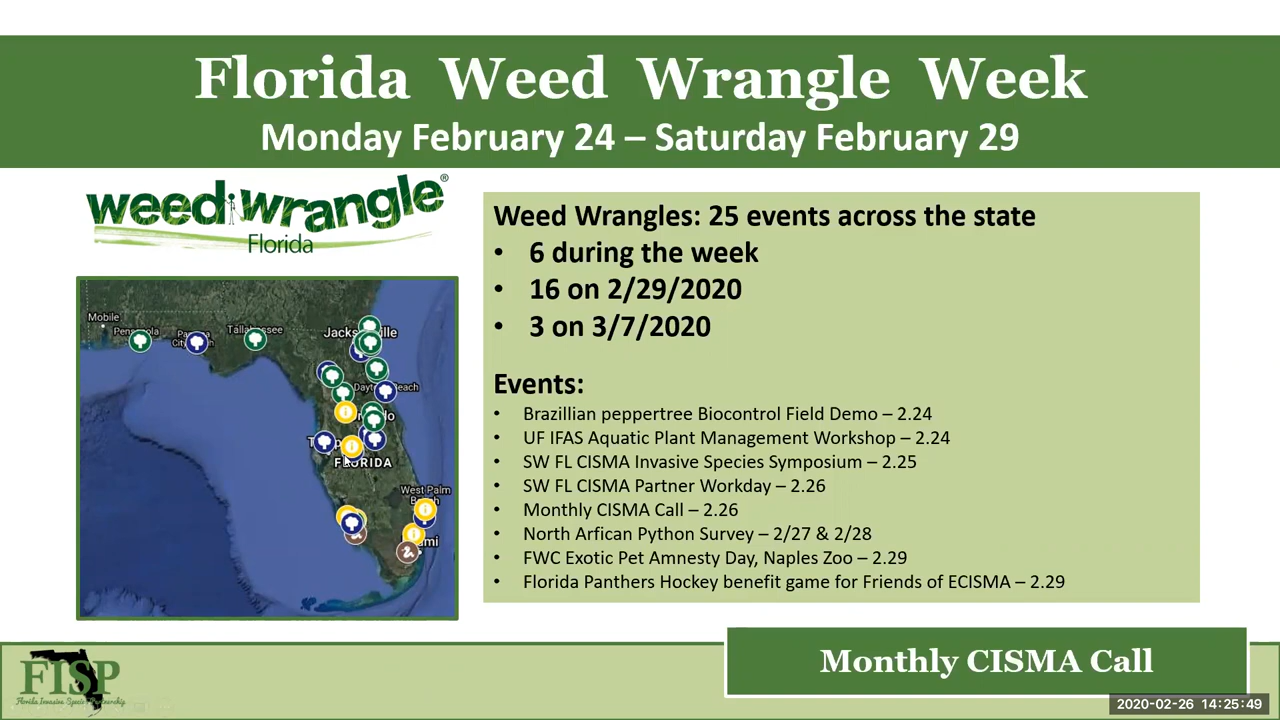 Florida Weed Wrangle Week
Monday February 24 – Saturday February 29
weed wrangle®
Florida
Weed Wrangles: 25 events across the state
• 6 during the week
• 16 on 2/29/2020
• 3 on 3/7/2020
Events:
• Brazillian peppertree Biocontrol Field Demo – 2.24
• UF IFAS Aquatic Plant Management Workshop – 2.24
• SW FL CISMA Invasive Species Symposium – 2.25
• SW FL CISMA Partner Workday – 2.26
• Monthly CISMA Call – 2.26
• North Arfican Python Survey – 2/27 & 2/28
• FWC Exotic Pet Amnesty Day, Naples Zoo – 2.29
• Florida Panthers Hockey benefit game for Friends of ECISMA – 2.29
Mobile
Tallahassee
FLORIDA
West Palm
FISP
Florida Invasive Species Partnership
Monthly CISMA Call
2020-02-26 14:25:49